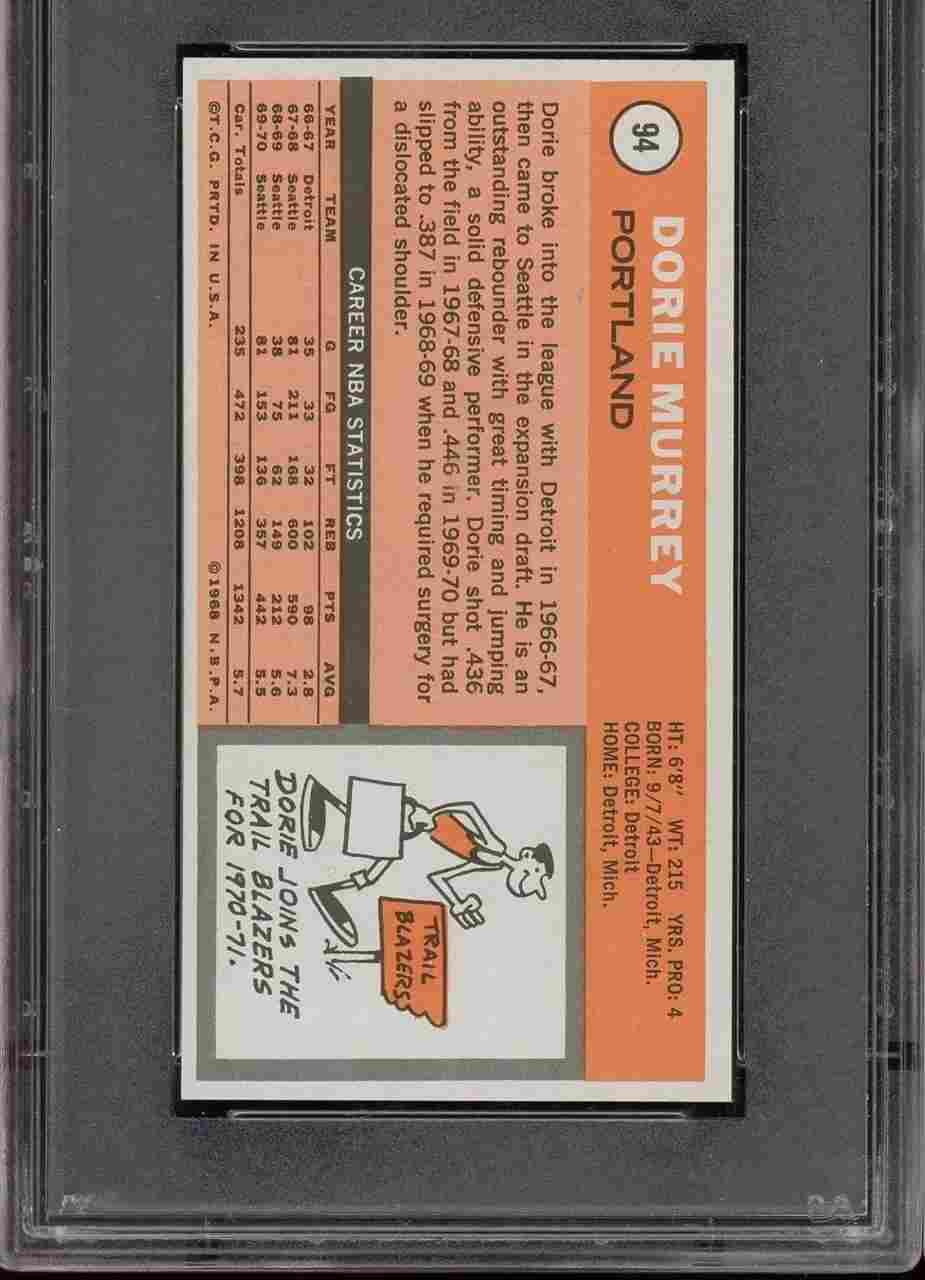 94
DORIE MURREY
PORTLAND
HT: 6'8" WT: 215 YRS. PRO: 4
BORN: 9/7/43—Detroit, Mich.
COLLEGE: Detroit
HOME: Detroit, Mich.
Dorie broke into the league with Detroit in 1966-67,
then came to Seattle in the expansion draft. He is an
outstanding rebounder with great timing and jumping
ability, a solid defensive performer. Dorie shot .436
from the field in 1967-68 and .446 in 1969-70 but had
slipped to .387 in 1968-69 when he required surgery for
a dislocated shoulder.
CAREER NBA STATISTICS
YEAR TEAM G FG FT REB PTS AVG
66-67 Detroit 35 33 32 102 98 2.8
67-68 Seattle 81 211 168 600 590 7.3
68-69 Seattle 38 75 62 149 212 5.6
69-70 Seattle 81 153 136 357 442 5.5
Car. Totals 235 472 398 1208 1342 5.7
©T.C.G. PRTD. IN U.S.A. ©1968 N.B.P.A.
TRAIL
BLAZERS
DORIE JOINS THE
TRAIL BLAZERS
FOR 1970-71.